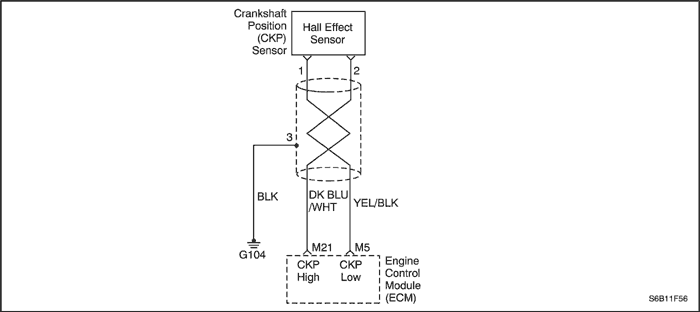 Crankshaft
Position
(CKP)
Sensor
Hall Effect
Sensor
1
2
3
BLK
DK BLU
/WHT
YEL/BLK
G104
M21
M5
CKP
High
CKP
Low
Engine
Control
Module
(ECM)
S6B11F56